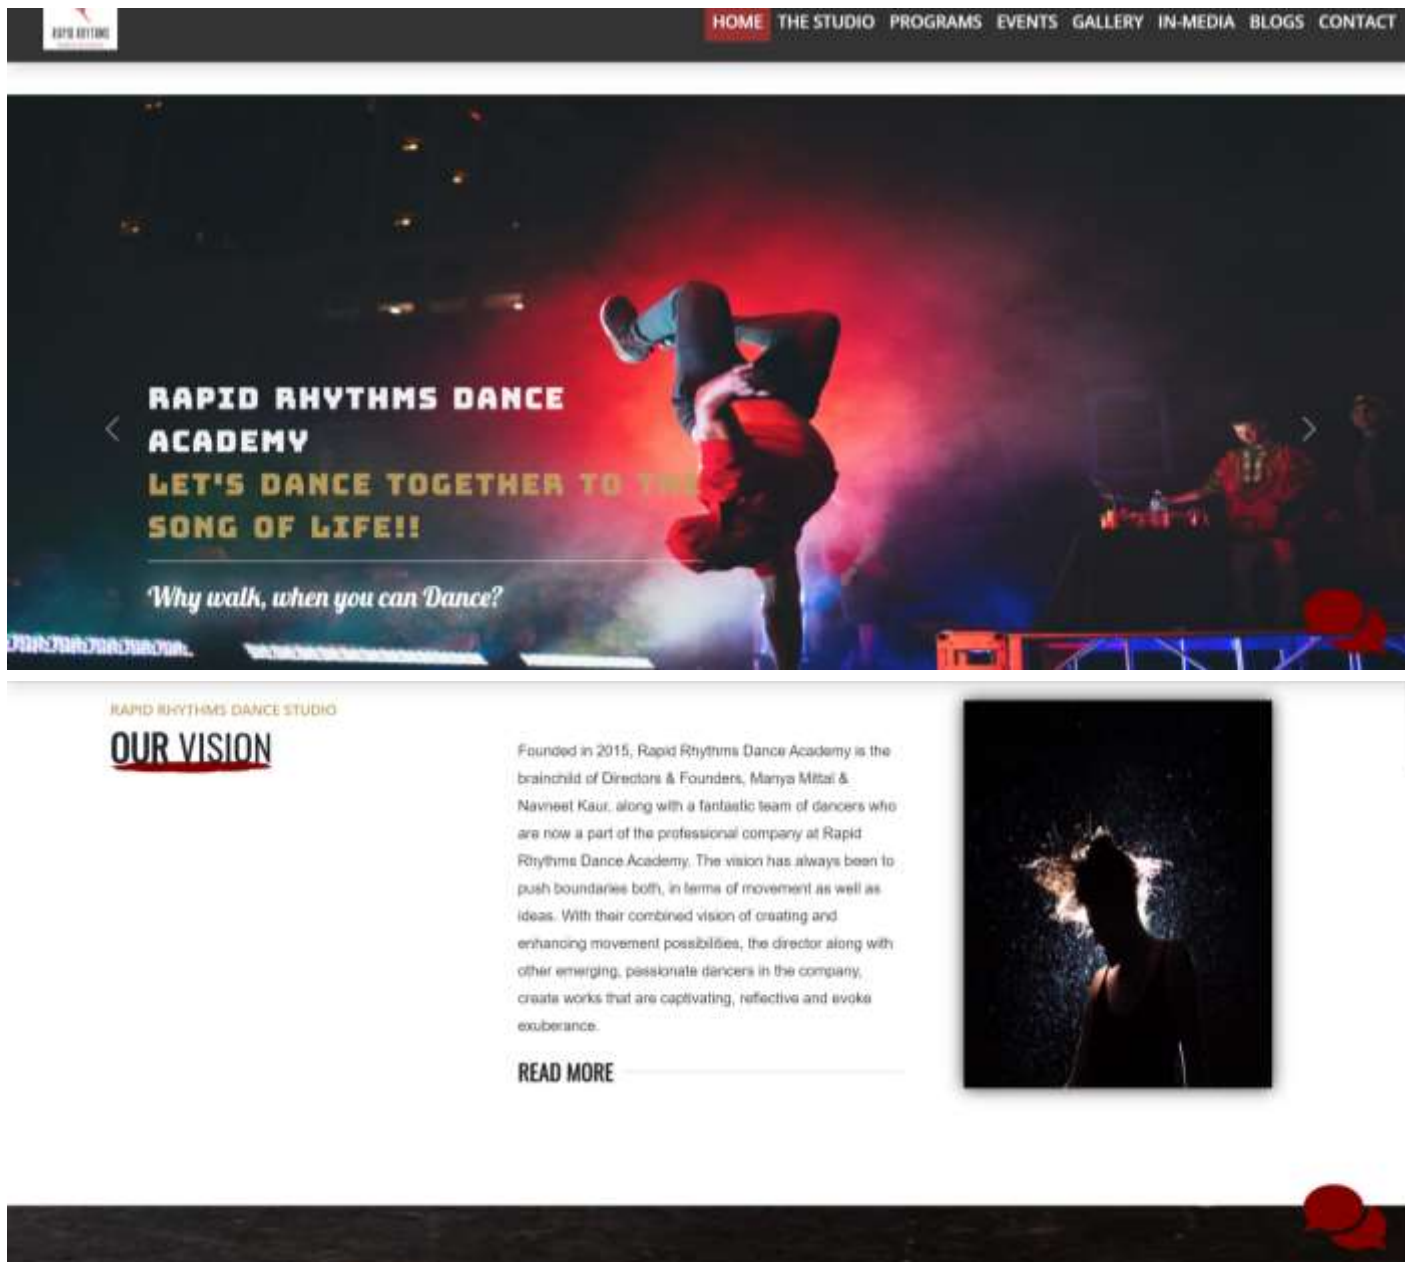 RAPID RHYTHMS
HOME THE STUDIO PROGRAMS EVENTS GALLERY IN-MEDIA BLOGS CONTACT
RAPID RHYTHMS DANCE
ACADEMY
LET'S DANCE TOGETHER TO THE
SONG OF LIFE!!
Why walk, when you can Dance?
RAPID RHYTHMS DANCE STUDIO
OUR VISION
Founded in 2015, Rapid Rhythms Dance Academy is the
brainchild of Directors & Founders, Manya Mittal &
Navneet Kaur, along with a fantastic team of dancers who
are now a part of the professional company at Rapid
Rhythms Dance Academy. The vision has always been to
push boundaries both, in terms of movement as well as
ideas. With their combined vision of creating and
enhancing movement possibilities, the director along with
other emerging, passionate dancers in the company,
create works that are captivating, reflective and evoke
exuberance.
READ MORE